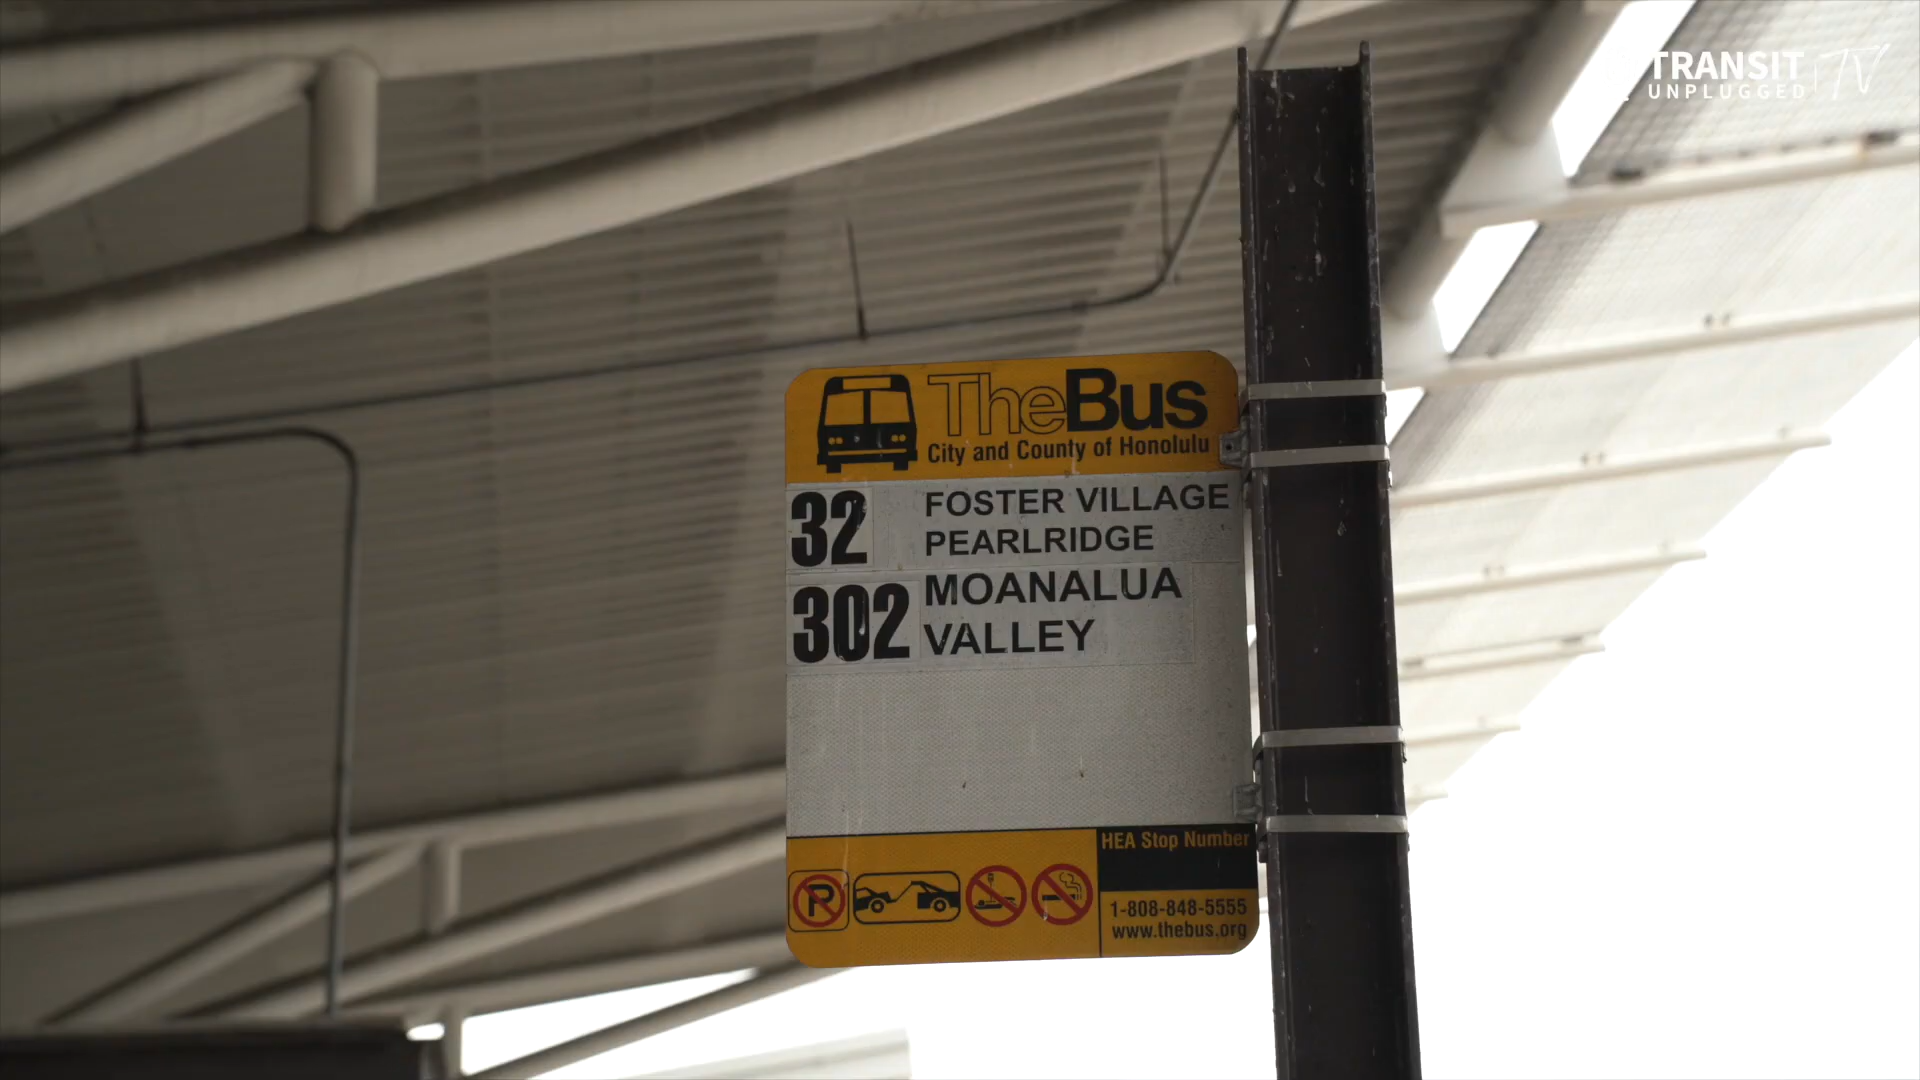 TRANSIT TV
UNPLUGGED
TheBus
City and County of Honolulu
32 FOSTER VILLAGE
PEARLRIDGE
302 MOANALUA
VALLEY
HEA Stop Number
P
1-808-848-5555
www.thebus.org